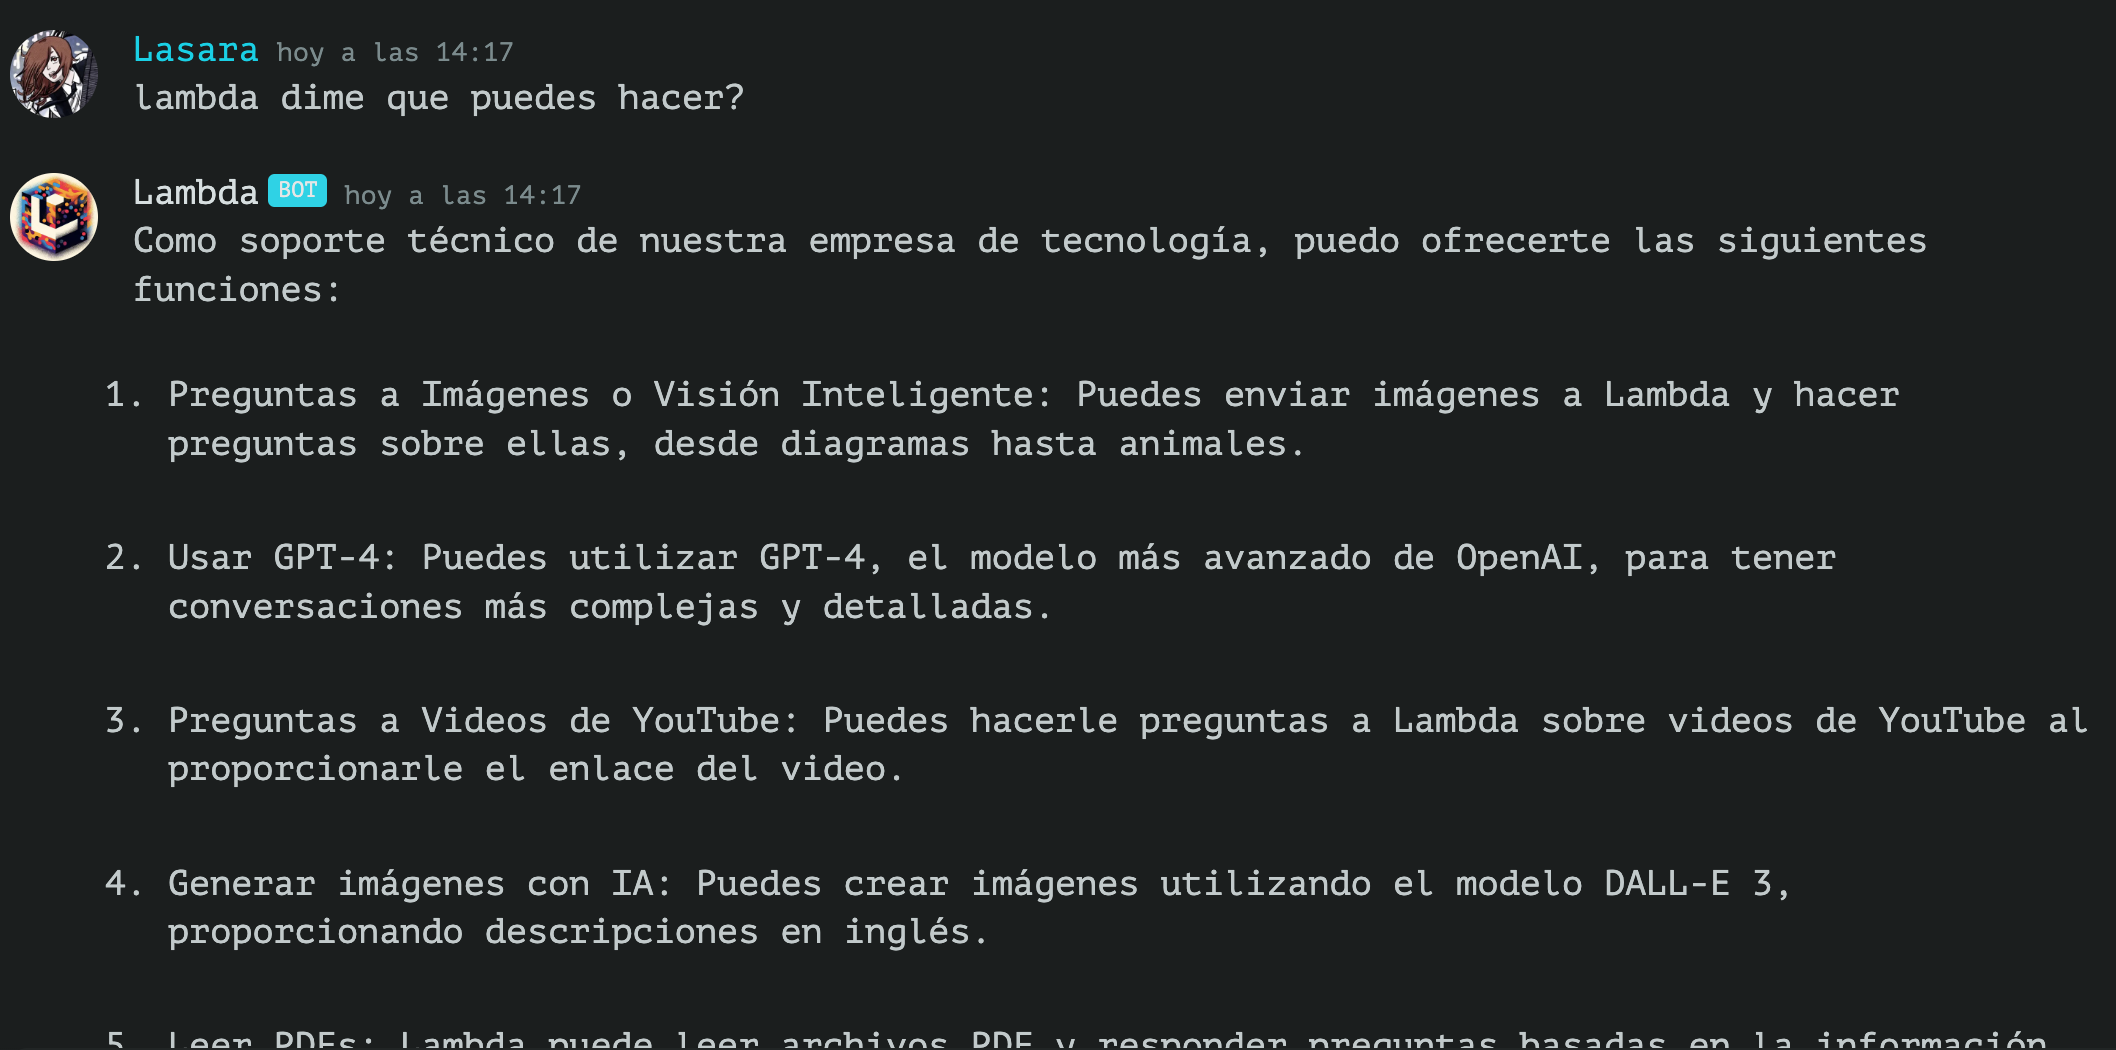 Lasara hoy a las 14:17
lambda dime que puedes hacer?
Lambda BOT hoy a las 14:17
Como soporte técnico de nuestra empresa de tecnología, puedo ofrecerte las siguientes
funciones:
1. Preguntas a Imágenes o Visión Inteligente: Puedes enviar imágenes a Lambda y hacer
preguntas sobre ellas, desde diagramas hasta animales.
2. Usar GPT-4: Puedes utilizar GPT-4, el modelo más avanzado de OpenAI, para tener
conversaciones más complejas y detalladas.
3. Preguntas a Videos de YouTube: Puedes hacerle preguntas a Lambda sobre videos de YouTube al
proporcionarle el enlace del video.
4. Generar imágenes con IA: Puedes crear imágenes utilizando el modelo DALL-E 3,
proporcionando descripciones en inglés.
5. Leer PDFs: Lambda puede leer archivos PDF y responder preguntas basadas en la información